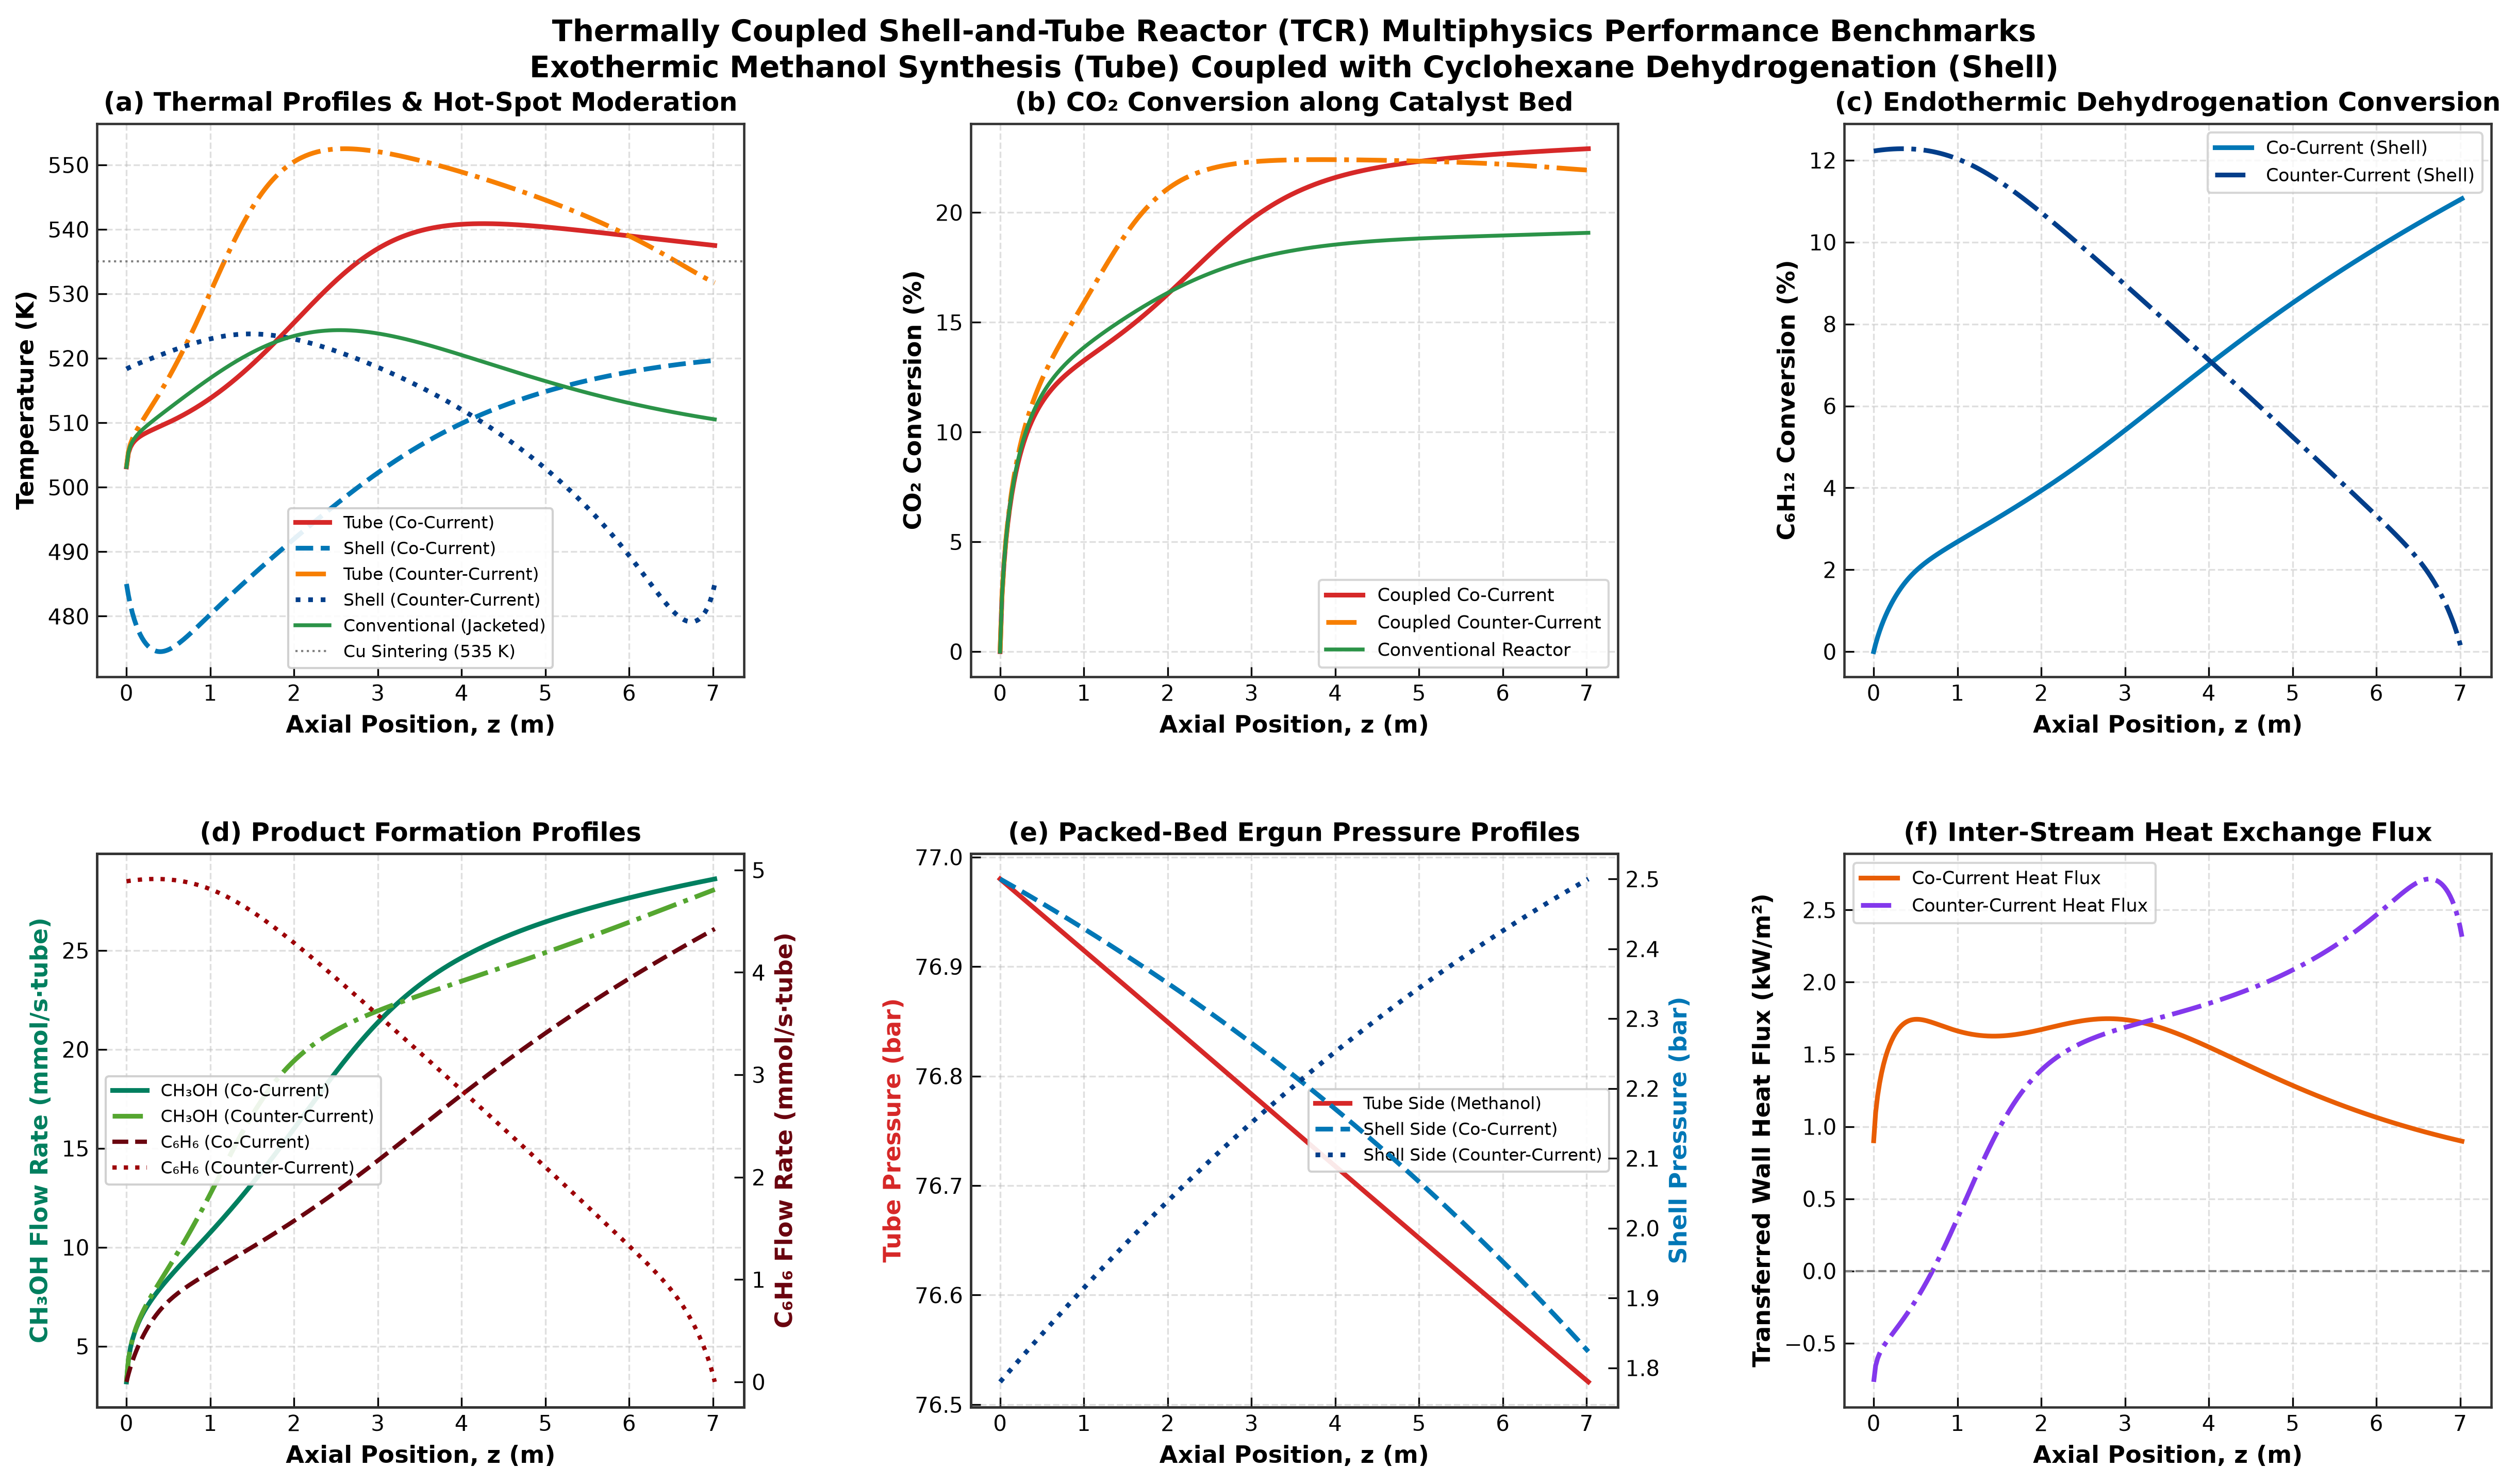 Thermally Coupled Shell-and-Tube Reactor (TCR) Multiphysics Performance Benchmarks
Exothermic Methanol Synthesis (Tube) Coupled with Cyclohexane Dehydrogenation (Shell)
(a) Thermal Profiles & Hot-Spot Moderation
Temperature (K)
550
540
530
520
510
500
490
480
Tube (Co-Current)
Shell (Co-Current)
Tube (Counter-Current)
Shell (Counter-Current)
Conventional (Jacketed)
Cu Sintering (535 K)
0 1 2 3 4 5 6 7
Axial Position, z (m)
(b) CO₂ Conversion along Catalyst Bed
CO₂ Conversion (%)
20
15
10
5
0
Coupled Co-Current
Coupled Counter-Current
Conventional Reactor
0 1 2 3 4 5 6 7
Axial Position, z (m)
(c) Endothermic Dehydrogenation Conversion
C₆H₁₂ Conversion (%)
12
10
8
6
4
2
0
Co-Current (Shell)
Counter-Current (Shell)
0 1 2 3 4 5 6 7
Axial Position, z (m)
(d) Product Formation Profiles
CH₃OH Flow Rate (mmol/s·tube)
25
20
15
10
5
CH₃OH (Co-Current)
CH₃OH (Counter-Current)
C₆H₆ (Co-Current)
C₆H₆ (Counter-Current)
5
4
3
2
1
0
C₆H₆ Flow Rate (mmol/s·tube)
0 1 2 3 4 5 6 7
Axial Position, z (m)
(e) Packed-Bed Ergun Pressure Profiles
Tube Pressure (bar)
77.0
76.9
76.8
76.7
76.6
76.5
Tube Side (Methanol)
Shell Side (Co-Current)
Shell Side (Counter-Current)
2.5
2.4
2.3
2.2
2.1
2.0
1.9
1.8
Shell Pressure (bar)
0 1 2 3 4 5 6 7
Axial Position, z (m)
(f) Inter-Stream Heat Exchange Flux
Transferred Wall Heat Flux (kW/m²)
2.5
2.0
1.5
1.0
0.5
0.0
−0.5
Co-Current Heat Flux
Counter-Current Heat Flux
0 1 2 3 4 5 6 7
Axial Position, z (m)